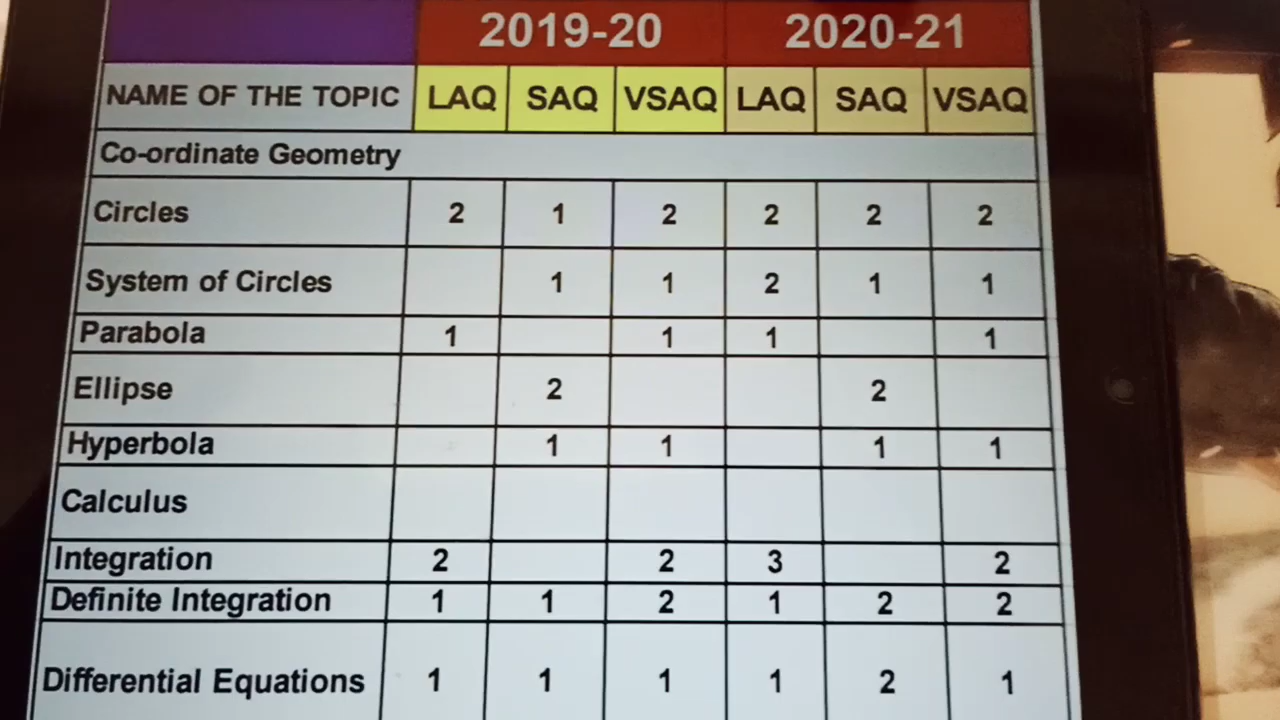 2019-20 2020-21
NAME OF THE TOPIC LAQ SAQ VSAQ LAQ SAQ VSAQ
Co-ordinate Geometry
Circles 2 1 2 2 2 2
System of Circles 1 1 2 1 1
Parabola 1 1 1 1
Ellipse 2 2
Hyperbola 1 1 1 1
Calculus
Integration 2 2 3 2
Definite Integration 1 1 2 1 2 2
Differential Equations 1 1 1 1 2 1